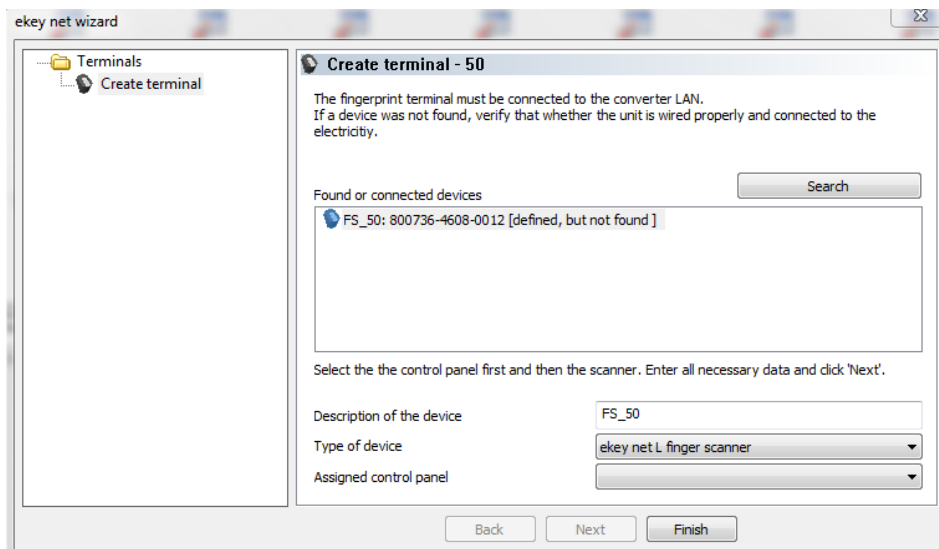 ekey net wizard
Terminals
Create terminal
Create terminal - 50
The fingerprint terminal must be connected to the converter LAN.
If a device was not found, verify that whether the unit is wired properly and connected to the
electricitiy.
Search
Found or connected devices
FS_50: 800736-4608-0012 [defined, but not found ]
Select the the control panel first and then the scanner. Enter all necessary data and click 'Next'.
Description of the device
FS_50
Type of device
ekey net L finger scanner
Assigned control panel
Back
Next
Finish